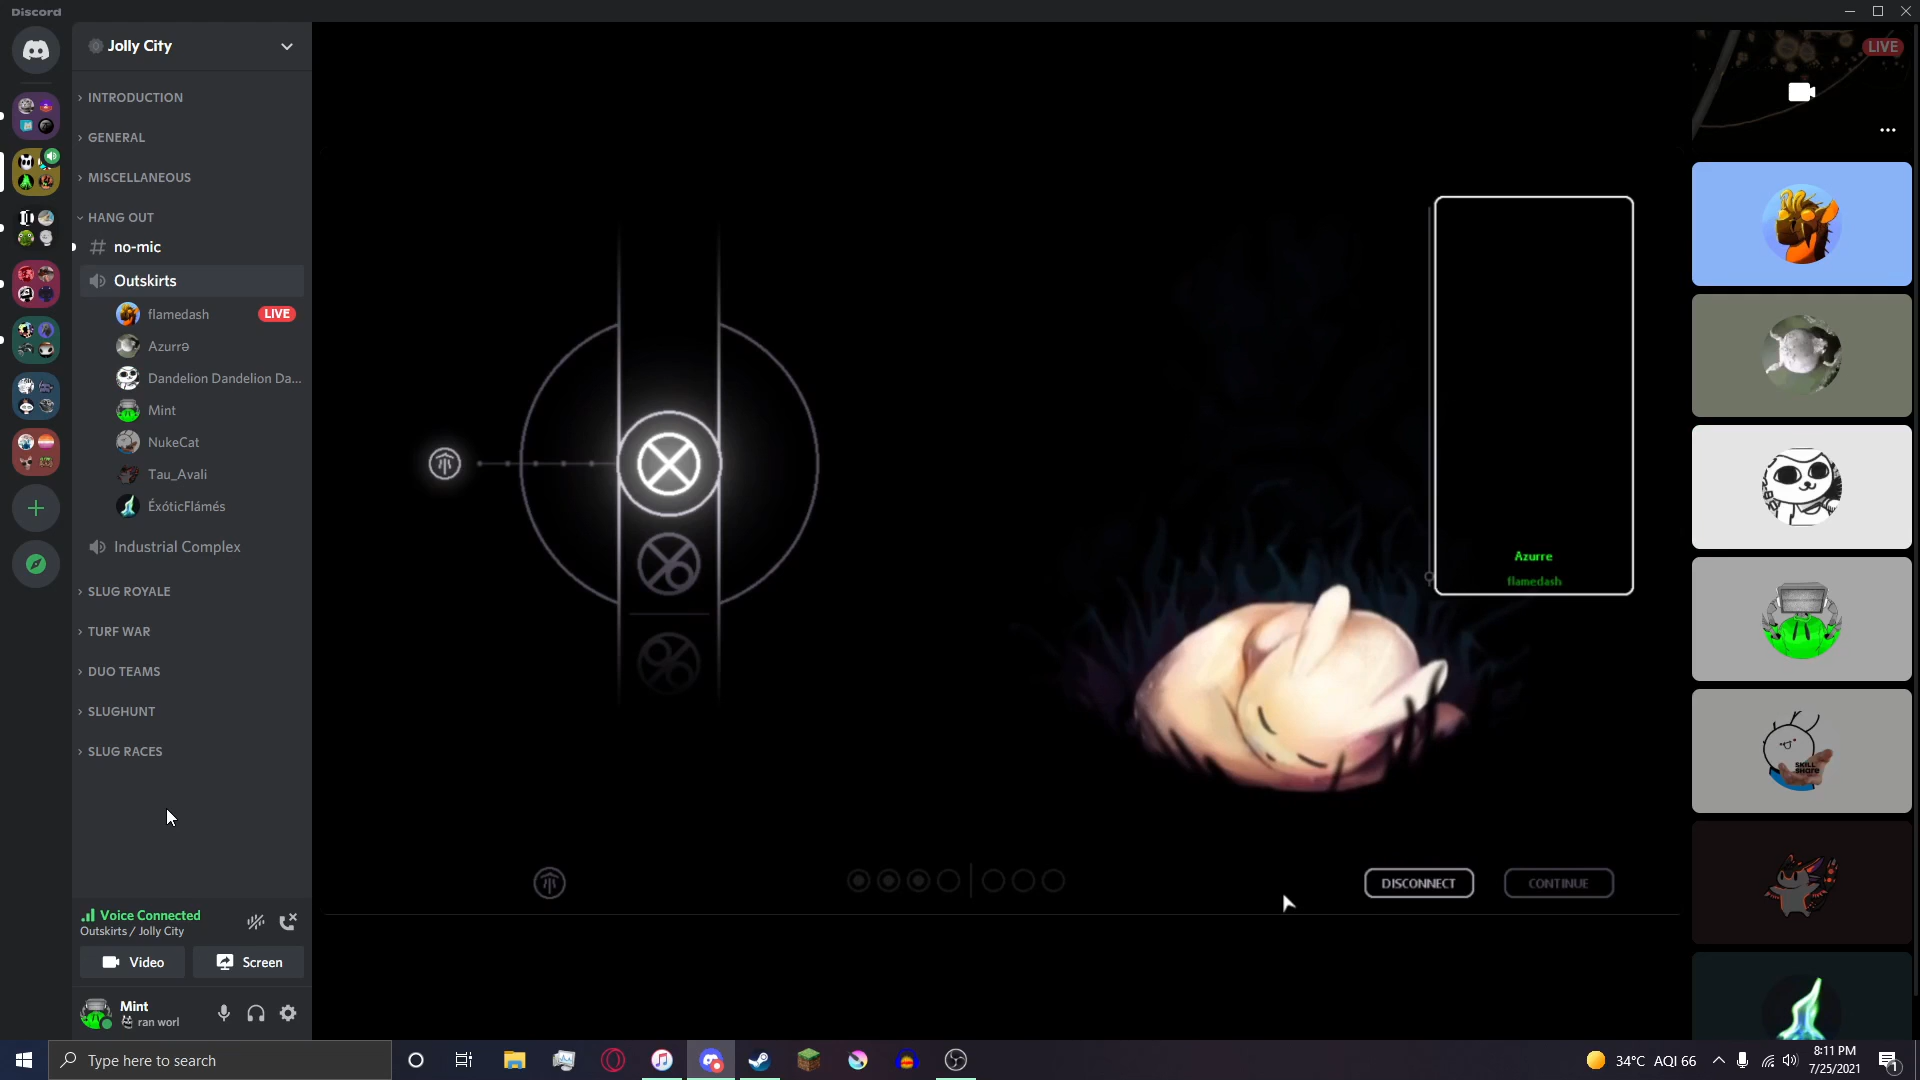 Discord
Jolly City
INTRODUCTION
GENERAL
MISCELLANEOUS
HANG OUT
no-mic
Outskirts
flamedash LIVE
Azurrə
Dandelion Dandelion Da...
Mint
NukeCat
Tau_Avali
ÉxóticFlámés
Industrial Complex
SLUG ROYALE
TURF WAR
DUO TEAMS
SLUGHUNT
SLUG RACES
Voice Connected
Outskirts / Jolly City
Video Screen
Mint
ran worl
LIVE
Azurre
flamedash
DISCONNECT CONTINUE
SKILL
SHARE
Type here to search
34°C AQI 66
8:11 PM
7/25/2021
1